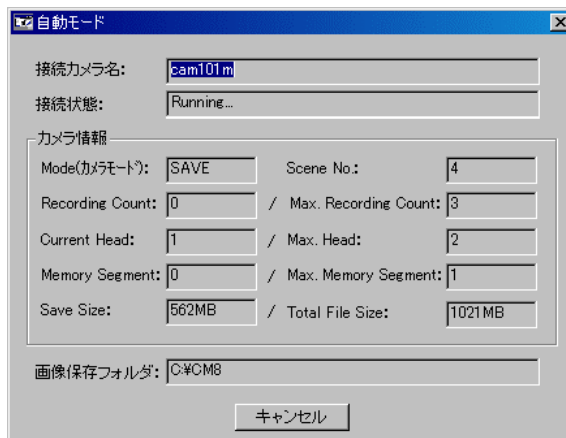 自動モード
接続カメラ名: cam101m
接続状態: Running...
カメラ情報
Mode(カメラモード): SAVE Scene No.: 4
Recording Count: 0 / Max. Recording Count: 3
Current Head: 1 / Max. Head: 2
Memory Segment: 0 / Max. Memory Segment: 1
Save Size: 562MB / Total File Size: 1021MB
画像保存フォルダ: C:¥CM8
キャンセル